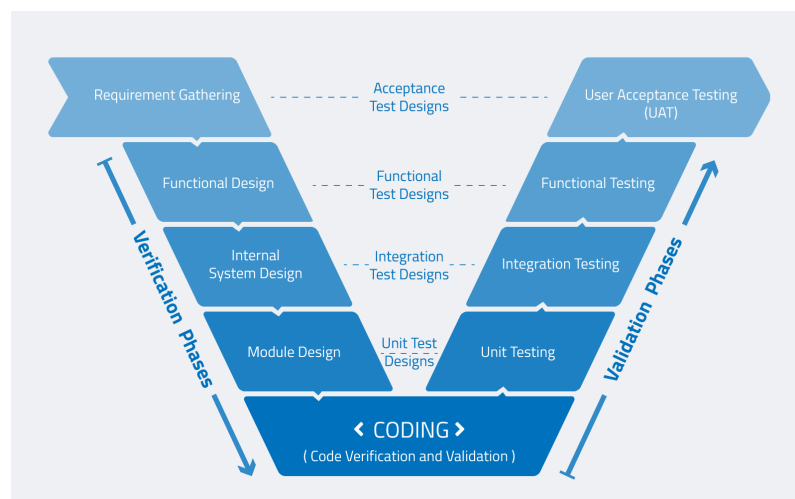 Requirement Gathering
Acceptance
Test Designs
User Acceptance Testing
(UAT)
Functional Design
Functional
Test Designs
Functional Testing
Internal
System Design
Integration
Test Designs
Integration Testing
Module Design
Unit Test
Designs
Unit Testing
Verification Phases
Validation Phases
< CODING >
( Code Verification and Validation )